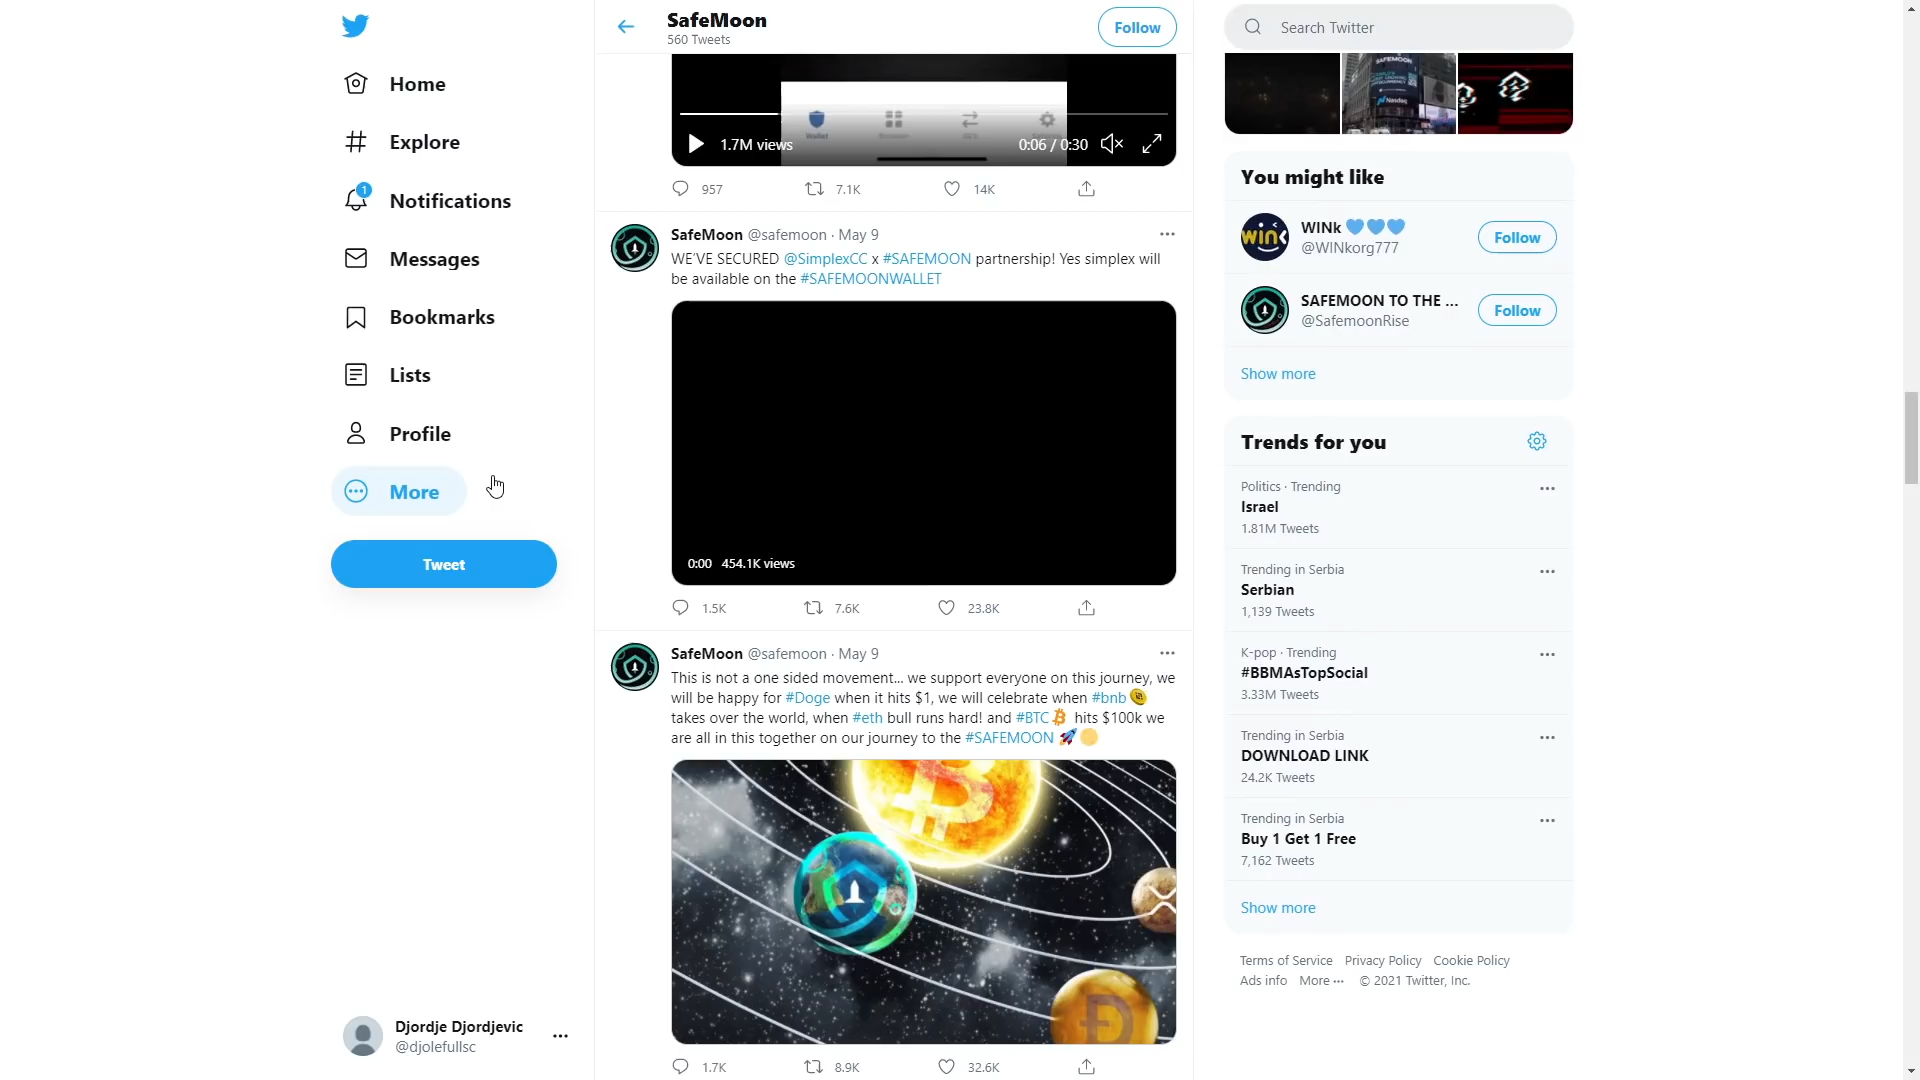 Home
Explore
1
Notifications
Messages
Bookmarks
Lists
Profile
More
Tweet
Djordje Djordjevic
@djolefullsc
SafeMoon
560 Tweets
Follow
Wallet
1.7M views
0:06 / 0:30
957
7.1K
14K
SafeMoon @safemoon · May 9
WE'VE SECURED @SimplexCC x #SAFEMOON partnership! Yes simplex will
be available on the #SAFEMOONWALLET
0:00 454.1K views
1.5K
7.6K
23.8K
SafeMoon @safemoon · May 9
This is not a one sided movement... we support everyone on this journey, we
will be happy for #Doge when it hits $1, we will celebrate when #bnb
takes over the world, when #eth bull runs hard! and #BTC hits $100k we
are all in this together on our journey to the #SAFEMOON 🚀🌕
1.7K
8.9K
32.6K
Search Twitter
SAFEMOON
Nasdaq
You might like
WINk 💙💙💙
@WINkorg777
Follow
SAFEMOON TO THE ...
@SafemoonRise
Follow
Show more
Trends for you
Politics · Trending
Israel
1.81M Tweets
Trending in Serbia
Serbian
1,139 Tweets
K-pop · Trending
#BBMAsTopSocial
3.33M Tweets
Trending in Serbia
DOWNLOAD LINK
24.2K Tweets
Trending in Serbia
Buy 1 Get 1 Free
7,162 Tweets
Show more
Terms of Service Privacy Policy Cookie Policy
Ads info More ··· © 2021 Twitter, Inc.